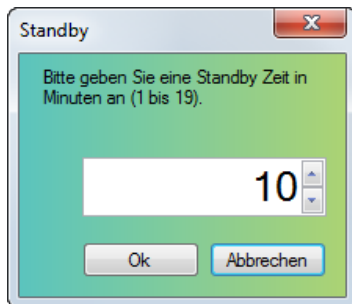 Standby
Bitte geben Sie eine Standby Zeit in
Minuten an (1 bis 19).
10
Ok
Abbrechen